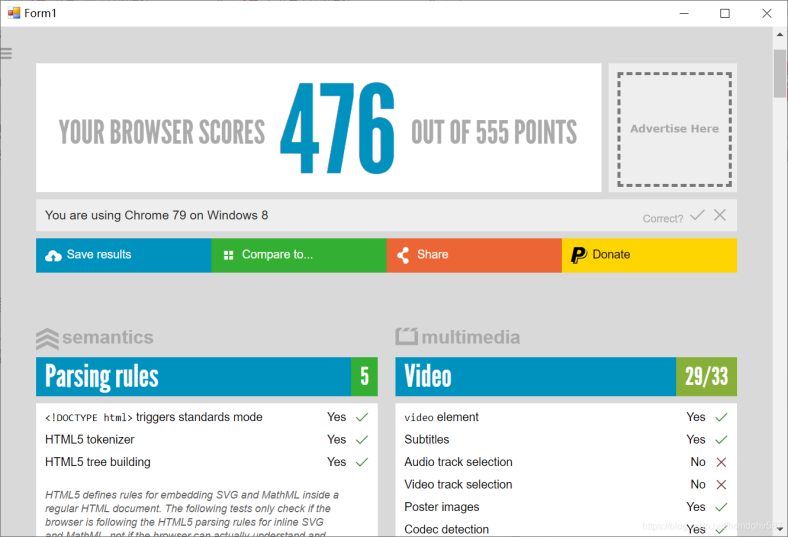 Form1
YOUR BROWSER SCORES 476 OUT OF 555 POINTS
Advertise Here
You are using Chrome 79 on Windows 8
Correct?
Save results
Compare to...
Share
Donate
semantics
Parsing rules 5
<!DOCTYPE html> triggers standards mode Yes
HTML5 tokenizer Yes
HTML5 tree building Yes
HTML5 defines rules for embedding SVG and MathML inside a
regular HTML document. The following tests only check if the
browser is following the HTML5 parsing rules for inline SVG
and MathML, not if the browser can actually understand and
multimedia
Video 29/33
video element Yes
Subtitles Yes
Audio track selection No
Video track selection No
Poster images Yes
Codec detection Yes